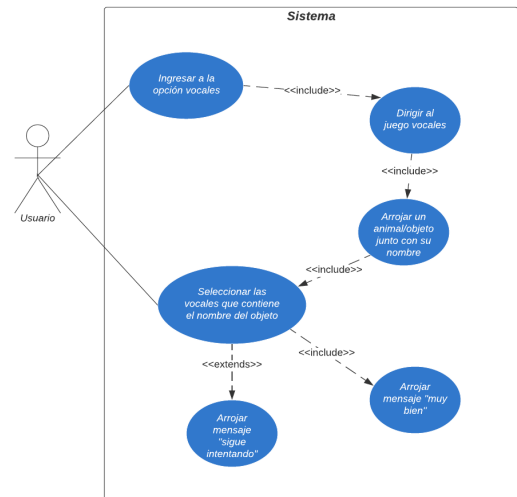 Sistema
Ingresar a la
opción vocales
<<include>>
Dirigir al
juego vocales
<<include>>
Usuario
Arrojar un
animal/objeto
junto con su
nombre
<<include>>
Seleccionar las
vocales que contiene
el nombre del objeto
<<include>>
<<extends>>
Arrojar
mensaje "muy
bien"
Arrojar
mensaje
"sigue
intentando"